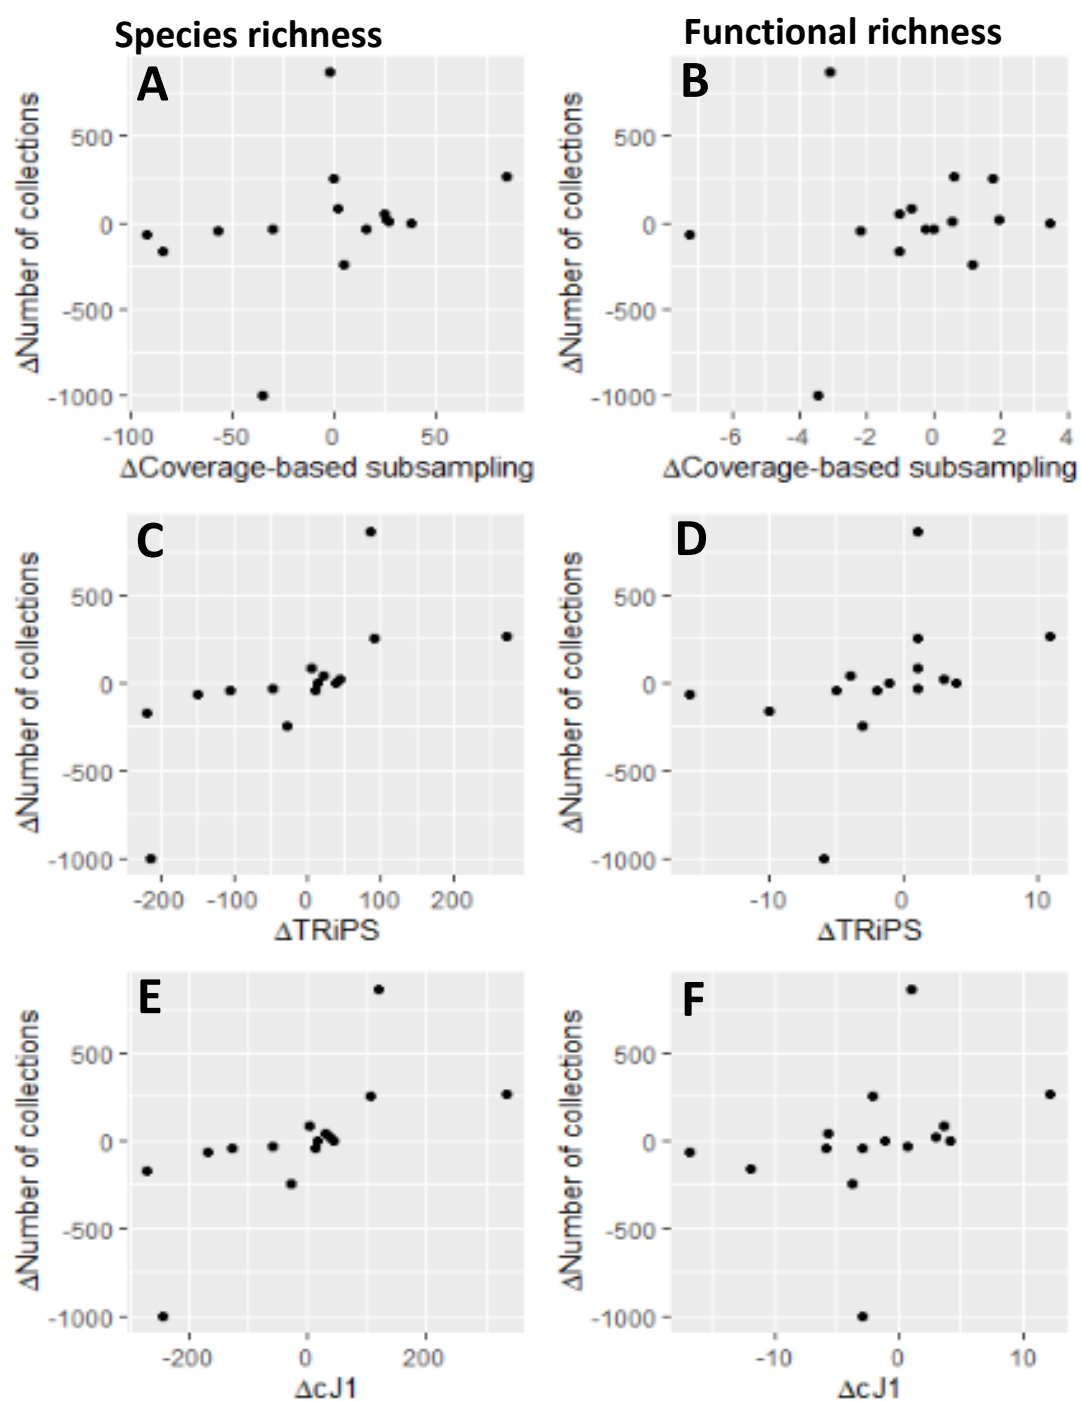 Species richness
Functional richness
A
ΔNumber of collections
500
0
-500
-1000
-100 -50 0 50
ΔCoverage-based subsampling
B
ΔNumber of collections
500
0
-500
-1000
-6 -4 -2 0 2 4
ΔCoverage-based subsampling
C
ΔNumber of collections
500
0
-500
-1000
-200 -100 0 100 200
ΔTRiPS
D
ΔNumber of collections
500
0
-500
-1000
-10 0 10
ΔTRiPS
E
ΔNumber of collections
500
0
-500
-1000
-200 0 200
ΔcJ1
F
ΔNumber of collections
500
0
-500
-1000
-10 0 10
ΔcJ1